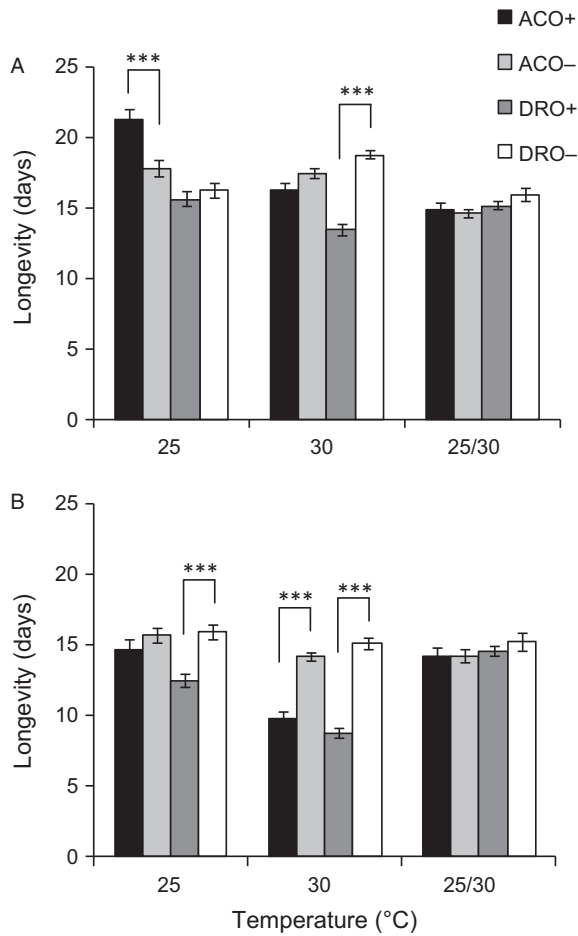 ACO+
ACO–
DRO+
DRO–
A
Longevity (days)
25
20
15
10
5
0
***
***
25
30
25/30
B
Longevity (days)
25
20
15
10
5
0
***
***
***
25
30
25/30
Temperature (°C)